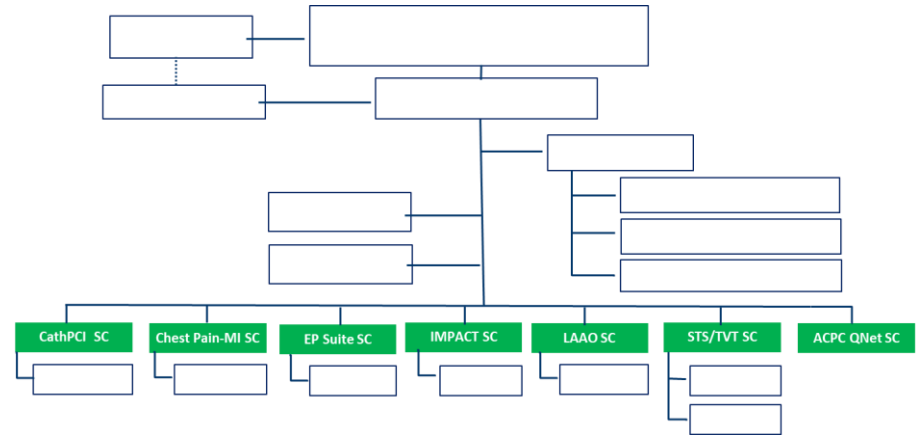 CathPCI  SC
Chest Pain-MI SC
EP Suite SC
IMPACT SC
LAAO SC
STS/TVT SC
ACPC QNet SC